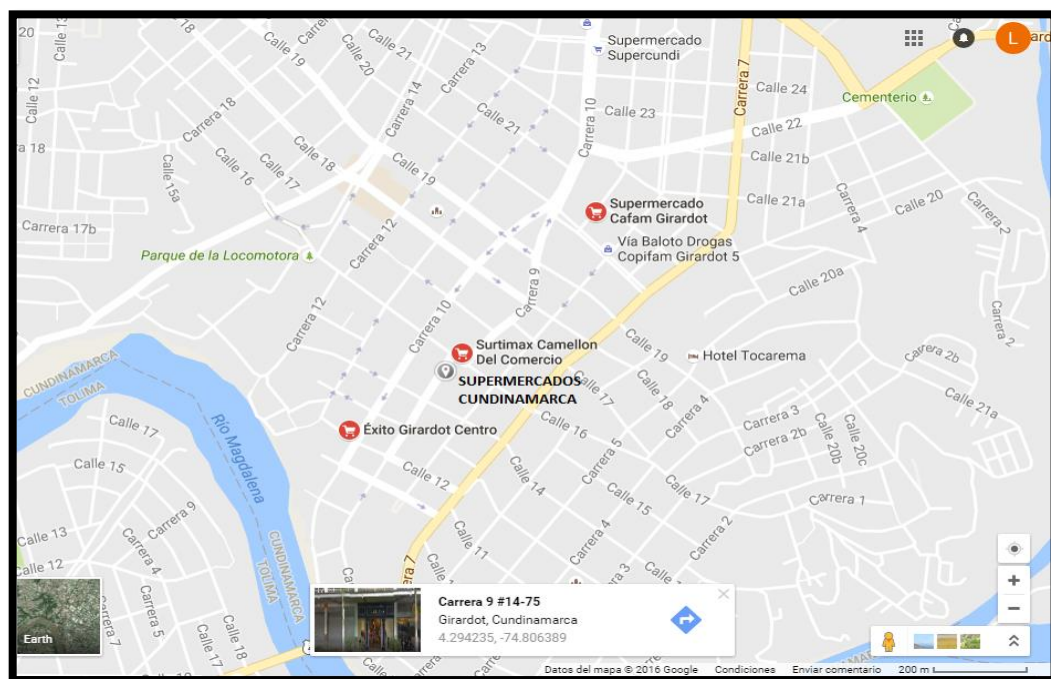 20
Calle 13
Calle 21
Calle 20
Calle 19
Carrera 13
Supermercado
Supercundi
L
Carrera 7
Calle 24
Cementerio
Calle 12
Carrera 18
Carrera 14
Calle 21
Carrera 10
Calle 23
Calle 22
a 18
Calle 18
Calle 21b
Calle 15a
Calle 16
Calle 17
Calle 19
Supermercado
Cafam Girardot
Calle 21a
Carrera 4
Calle 20
Carrera 2
Carrera 17b
Carrera 12
Vía Baloto Drogas
Copifam Girardot 5
Parque de la Locomotora
Carrera 9
Calle 20a
Carrera 12
Carrera 10
Carrera 2
Surtimax Camellon
Del Comercio
Calle 19
Hotel Tocarema
Carrera 2b
CUNDINAMARCA
TOLIMA
SUPERMERCADOS
CUNDINAMARCA
Calle 17
Calle 18
Carrera 4
Calle 21a
Calle 17
Río Magdalena
Éxito Girardot Centro
Calle 16
Carrera 5
Carrera 3
Carrera 2b
Calle 20b
Calle 20c
Calle 15
Calle 12
Calle 14
Calle 17
Carrera 1
Carrera 9
Calle 15
Calle 13
Carrera 4
Calle 11
Carrera 4
Carrera 2
Calle 12
CUNDINAMARCA
TOLIMA
Carrera 7
Carrera 3
Calle
Carrera 5
Earth
Carrera 9 #14-75
Girardot, Cundinamarca
4.294235, -74.806389
Datos del mapa © 2016 Google Condiciones Enviar comentario 200 m